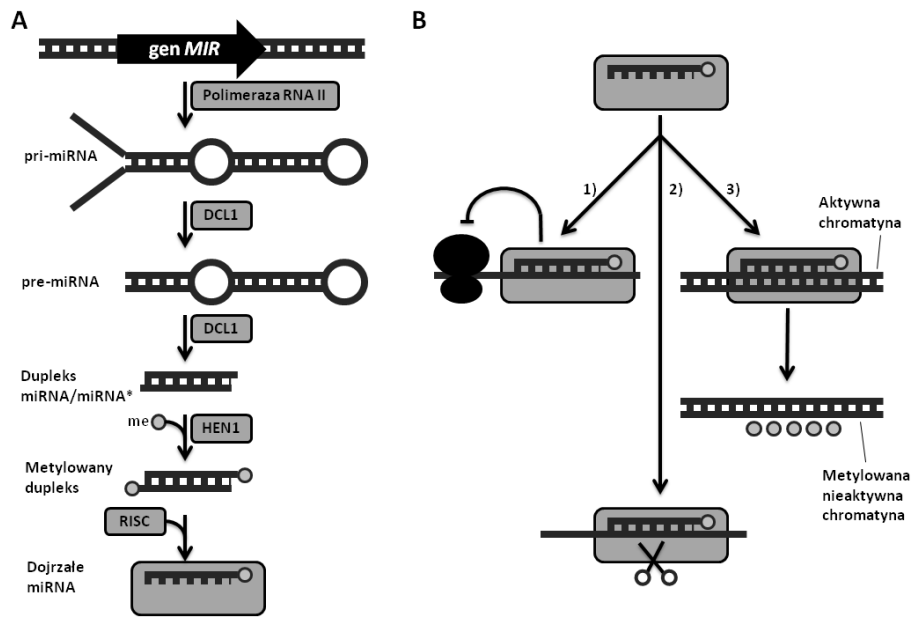 A
gen MIR
Polimeraza RNA II
pri-miRNA
DCL1
pre-miRNA
DCL1
Dupleks
miRNA/miRNA*
me
HEN1
Metylowany
dupleks
RISC
Dojrzałe
miRNA
B
1)
2)
3)
Aktywna
chromatyna
Metylowana
nieaktywna
chromatyna